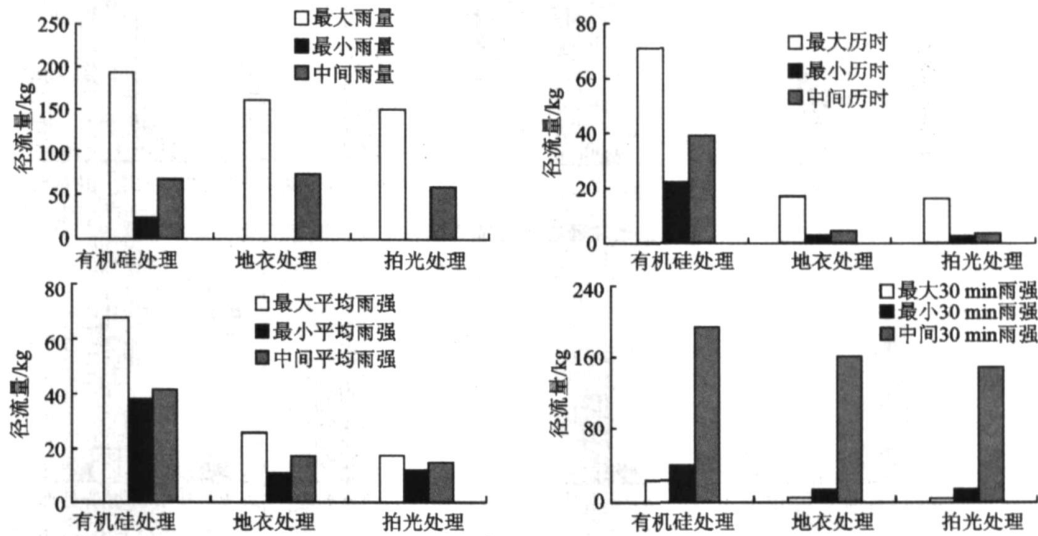 250
200
150
100
50
0
径流量/kg
最大雨量
最小雨量
中间雨量
有机硅处理 地衣处理 拍光处理
80
60
40
20
0
径流量/kg
最大历时
最小历时
中间历时
有机硅处理 地衣处理 拍光处理
80
60
40
20
0
径流量/kg
最大平均雨强
最小平均雨强
中间平均雨强
有机硅处理 地衣处理 拍光处理
240
160
80
0
径流量/kg
最大30 min雨强
最小30 min雨强
中间30 min雨强
有机硅处理 地衣处理 拍光处理